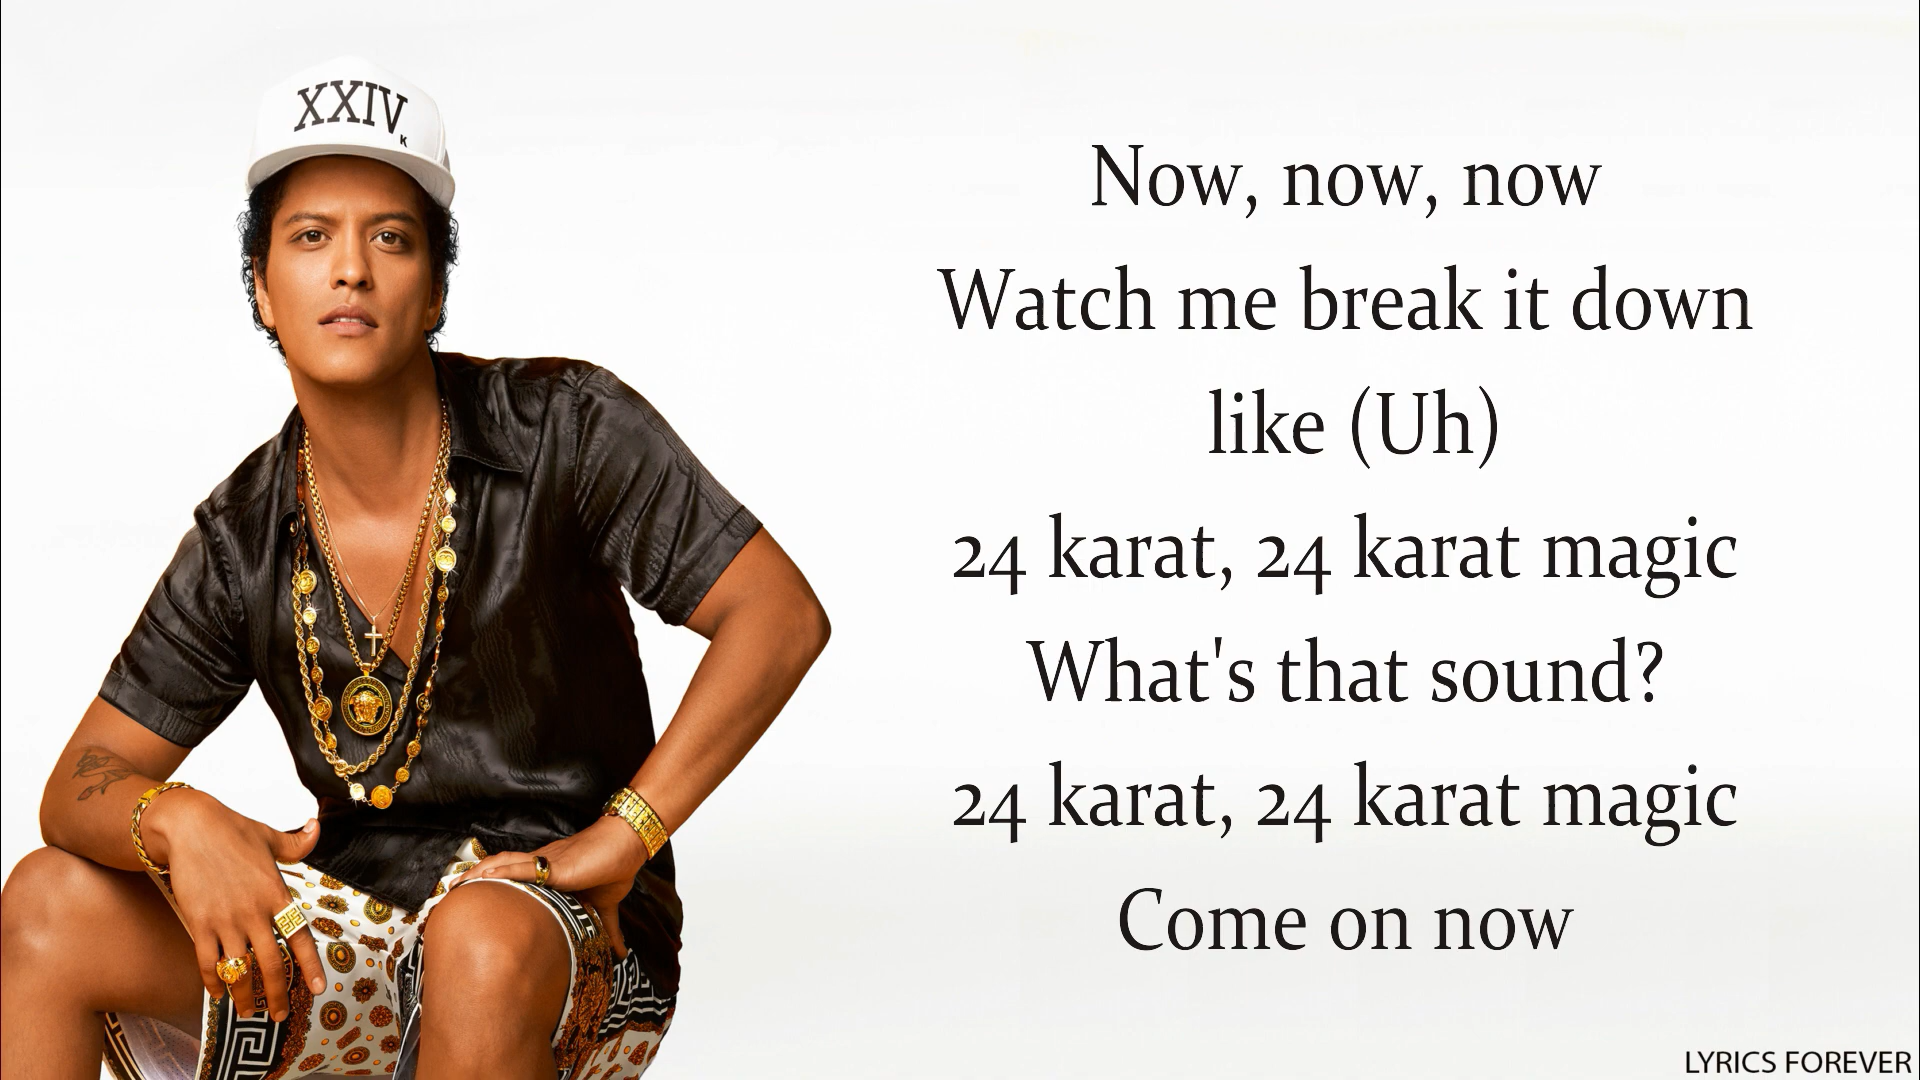 XXIV
K
Now, now, now
Watch me break it down
like (Uh)
24 karat, 24 karat magic
What's that sound?
24 karat, 24 karat magic
Come on now
LYRICS FOREVER